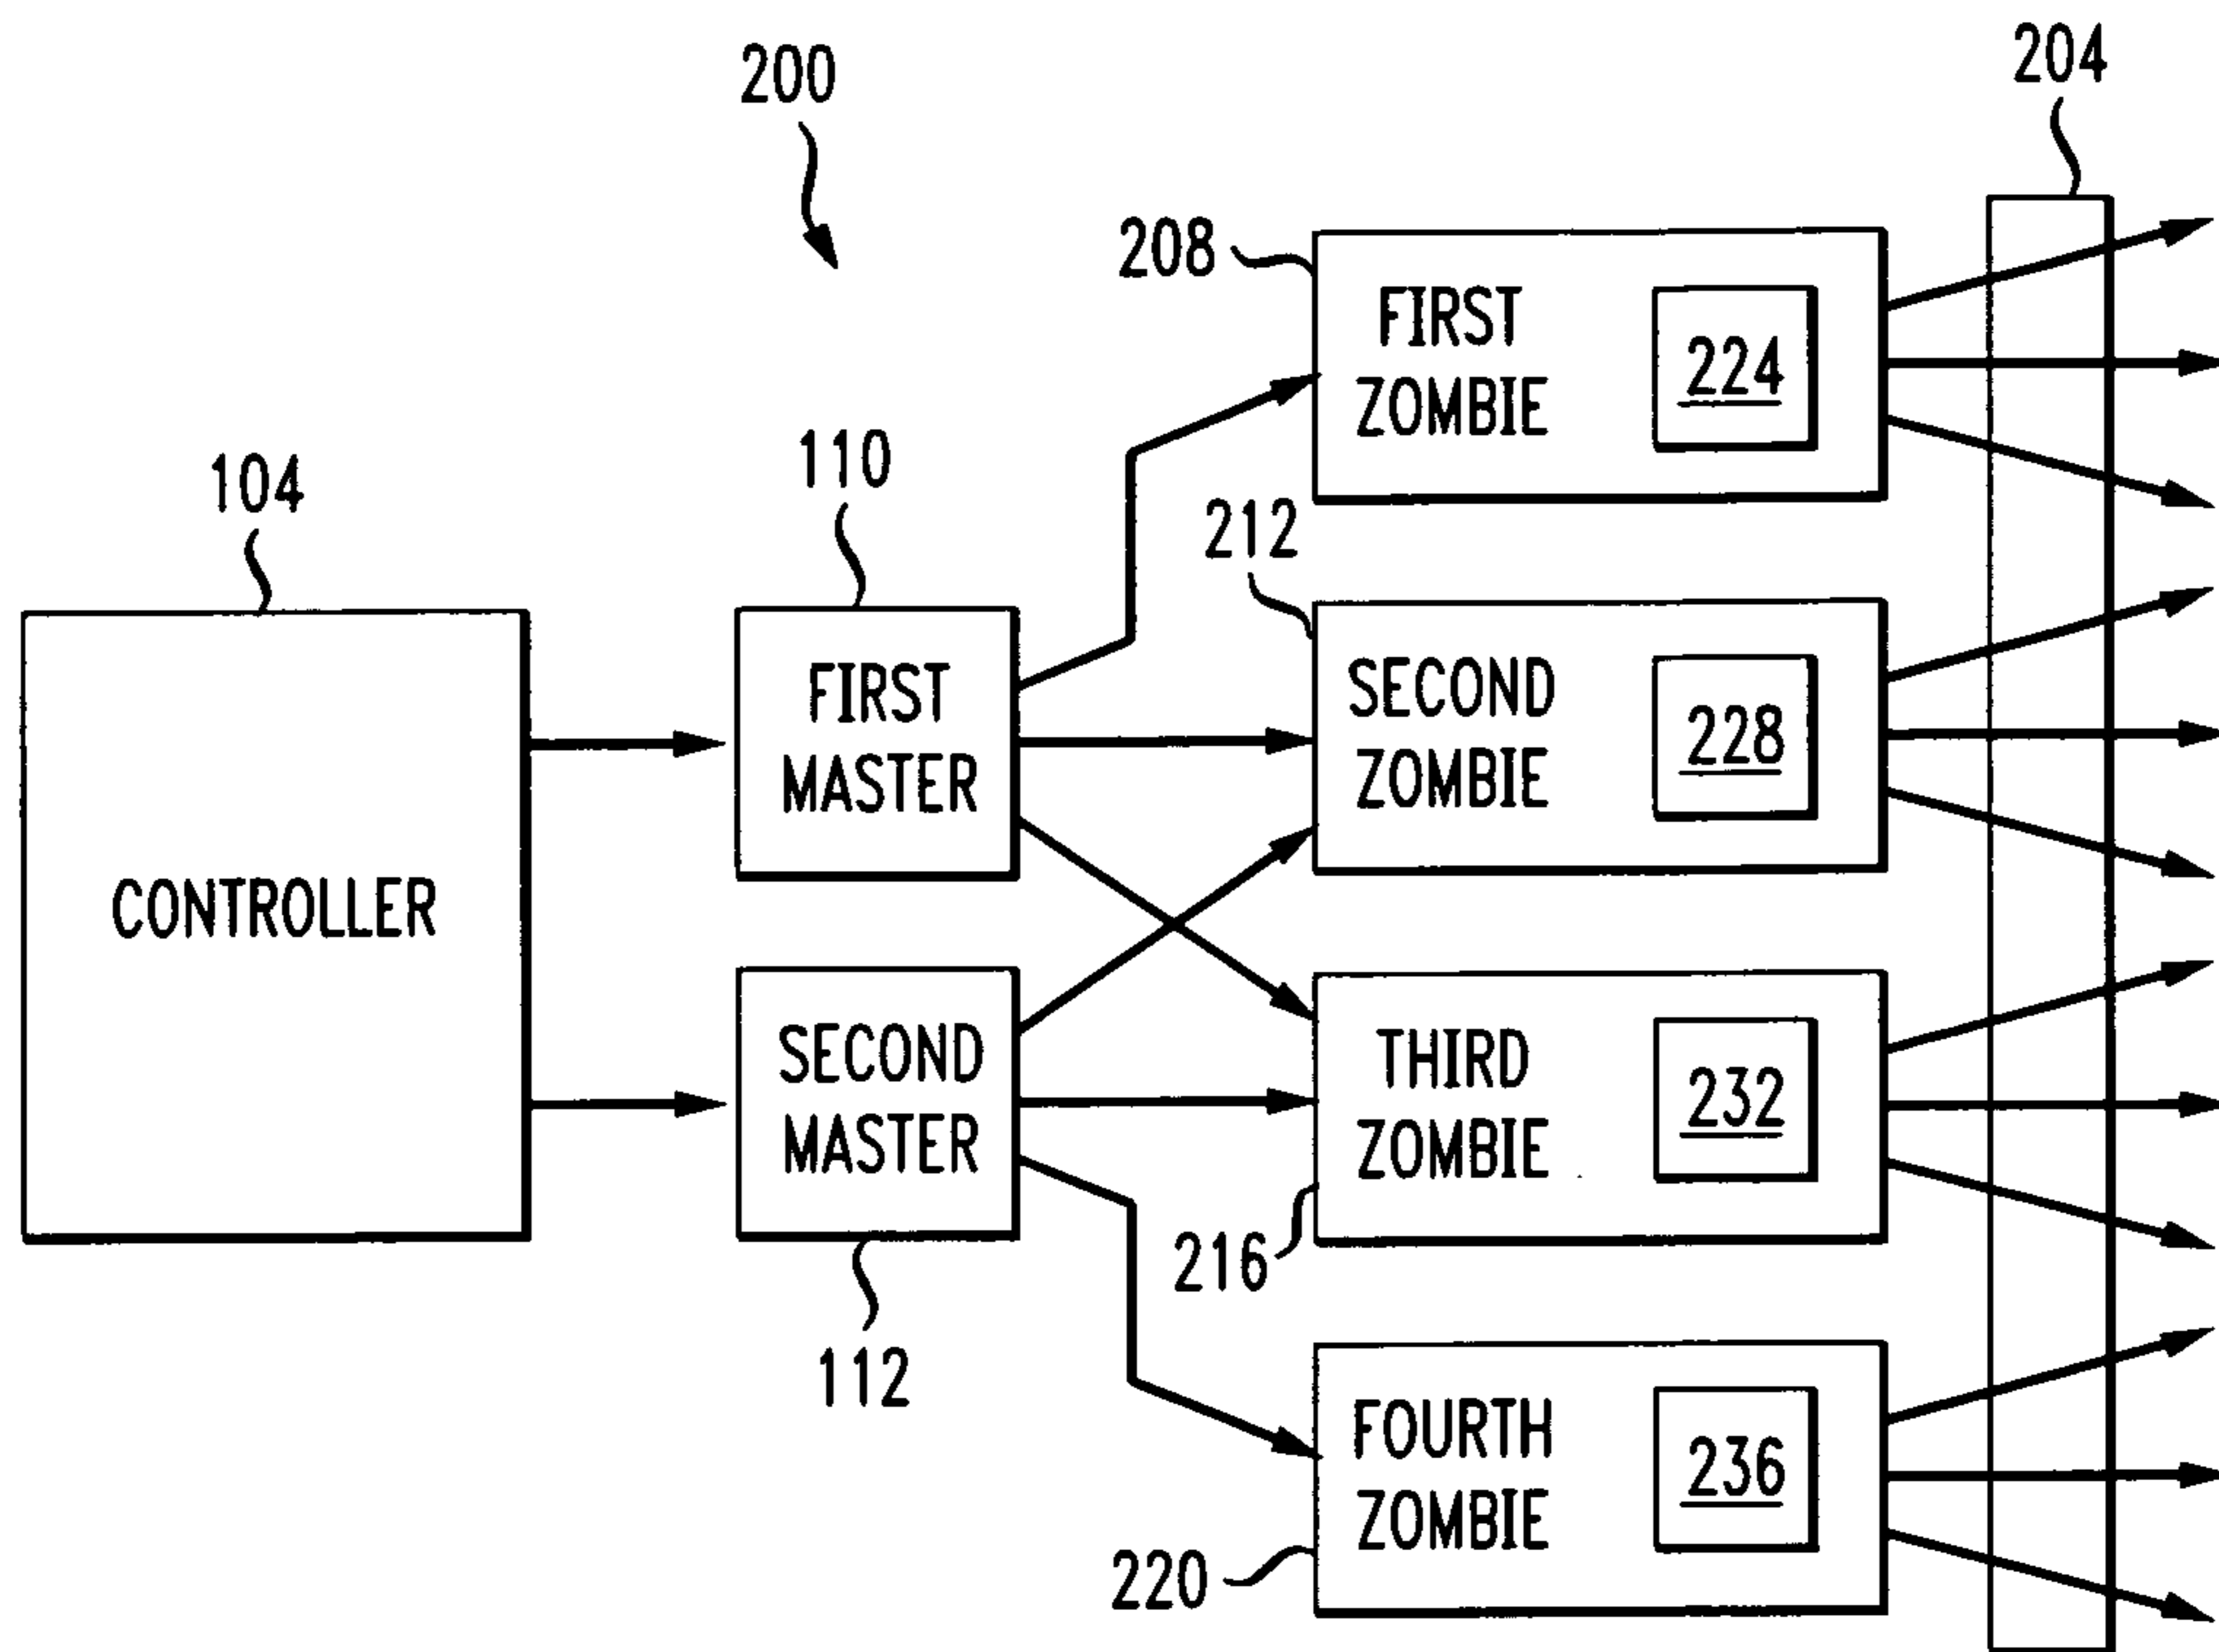 200
204
208
FIRST
ZOMBIE
224
104
110
212
CONTROLLER
FIRST
MASTER
SECOND
ZOMBIE
228
SECOND
MASTER
THIRD
ZOMBIE
232
216
112
FOURTH
ZOMBIE
236
220